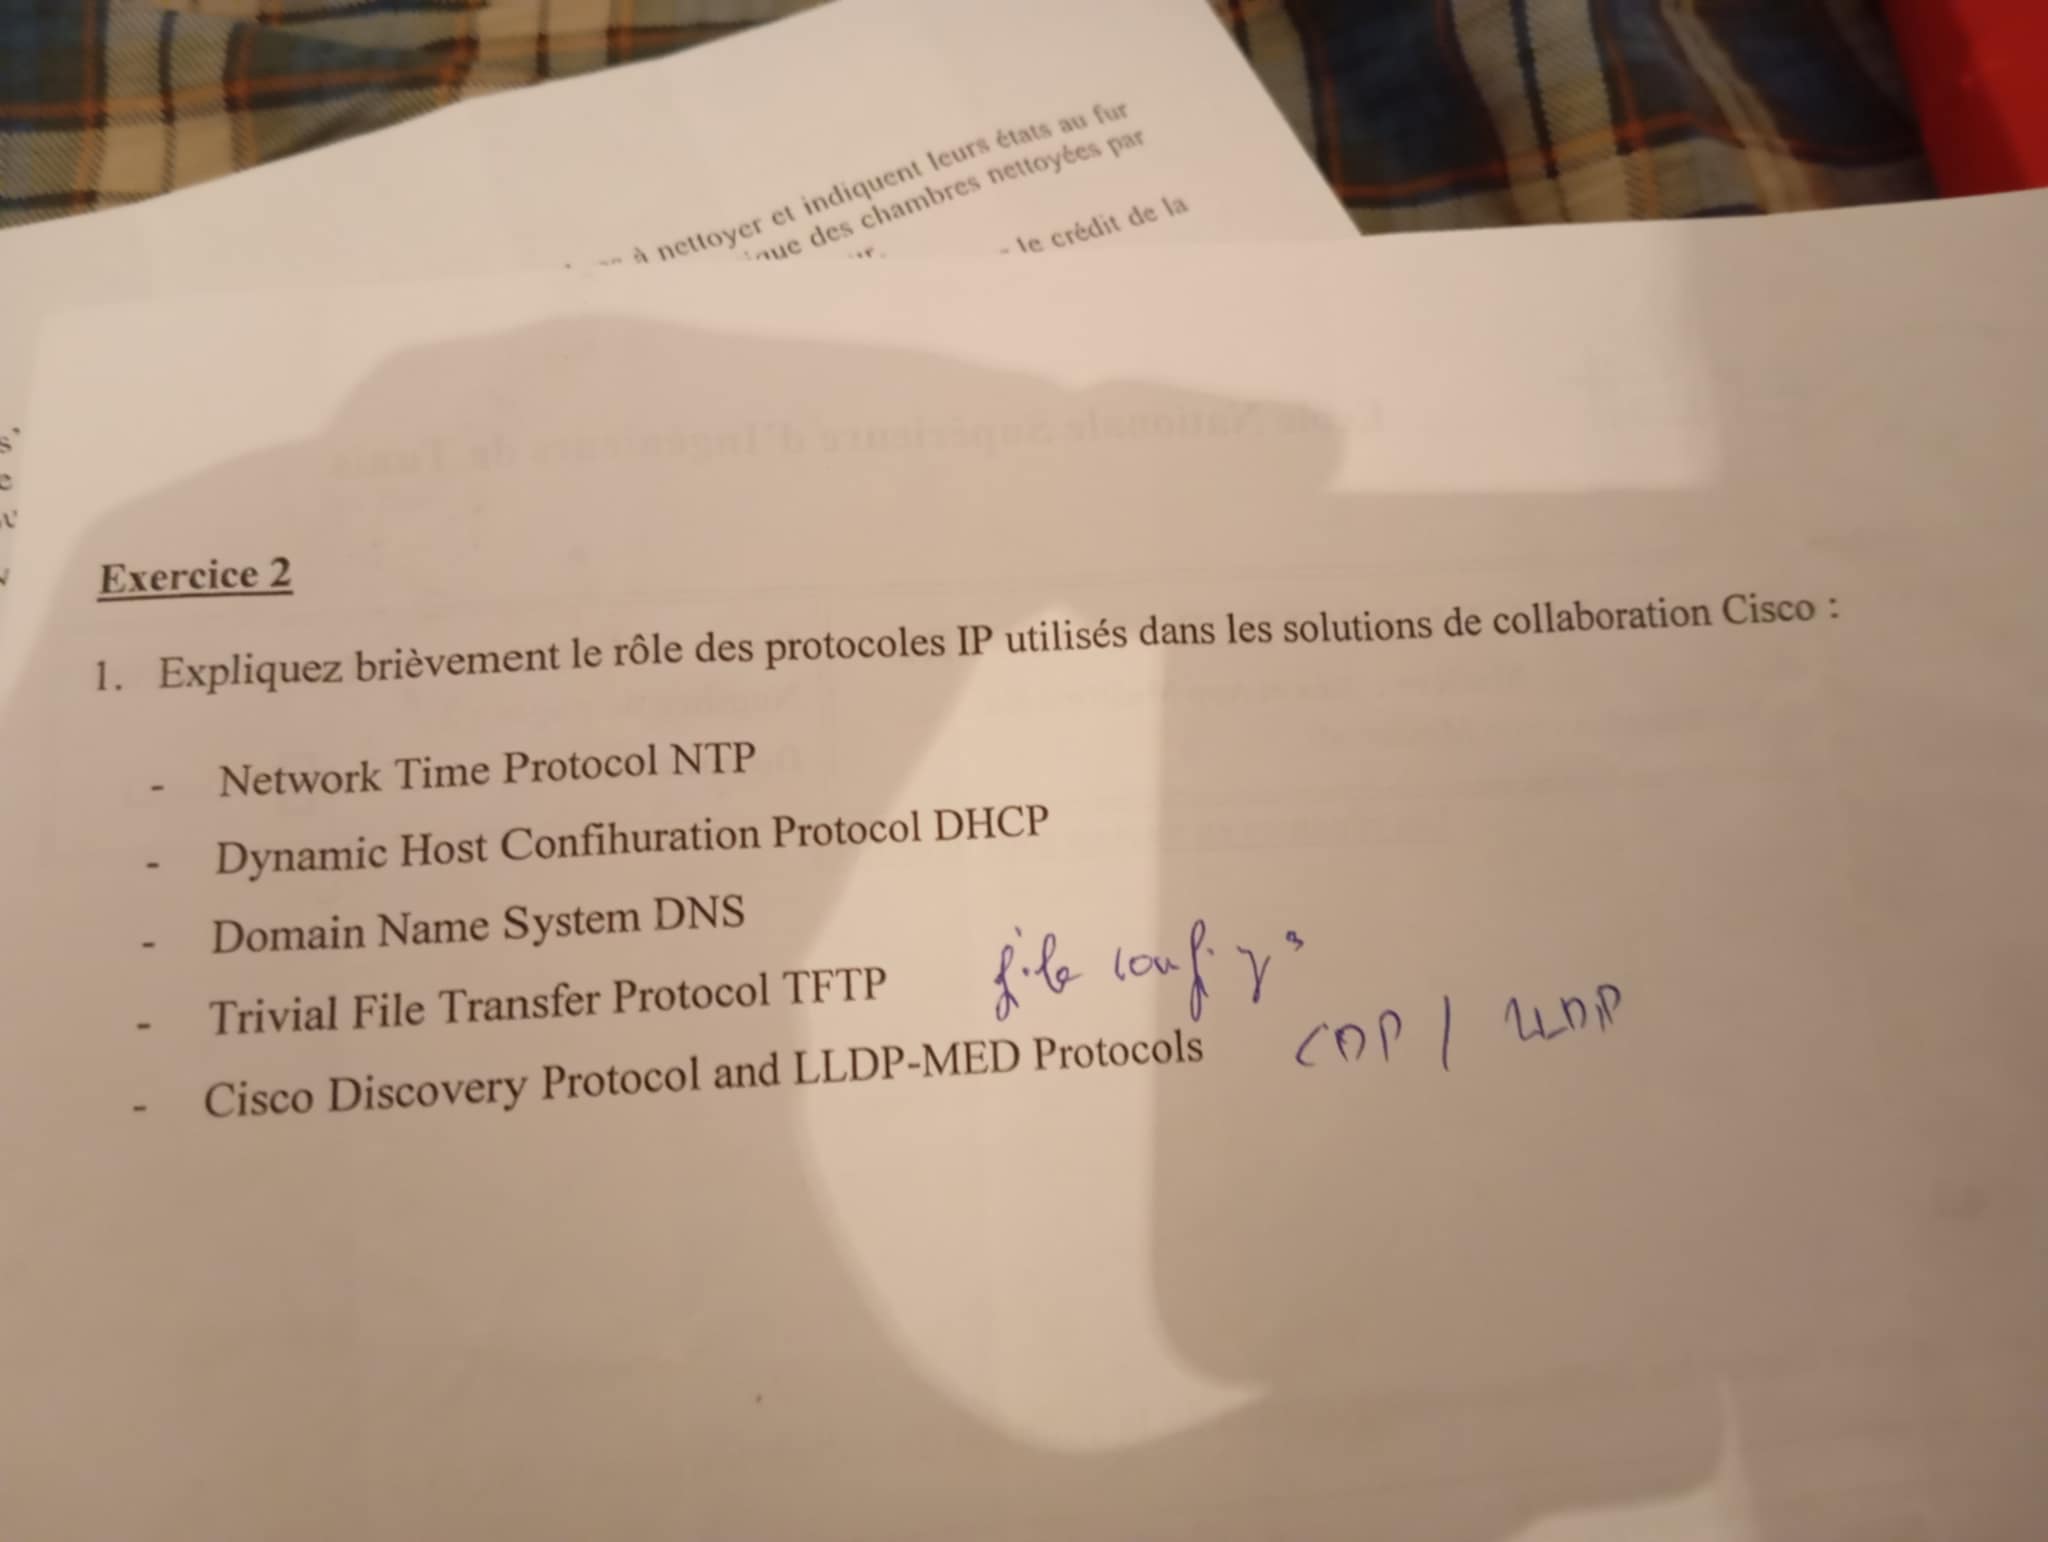 à nettoyer et indiquent leurs états au fur
des chambres nettoyées par
- le crédit de la
Exercice 2
1. Expliquez brièvement le rôle des protocoles IP utilisés dans les solutions de collaboration Cisco :
- Network Time Protocol NTP
- Dynamic Host Confihuration Protocol DHCP
- Domain Name System DNS
- Trivial File Transfer Protocol TFTP file config
- Cisco Discovery Protocol and LLDP-MED Protocols CDP / LLDP